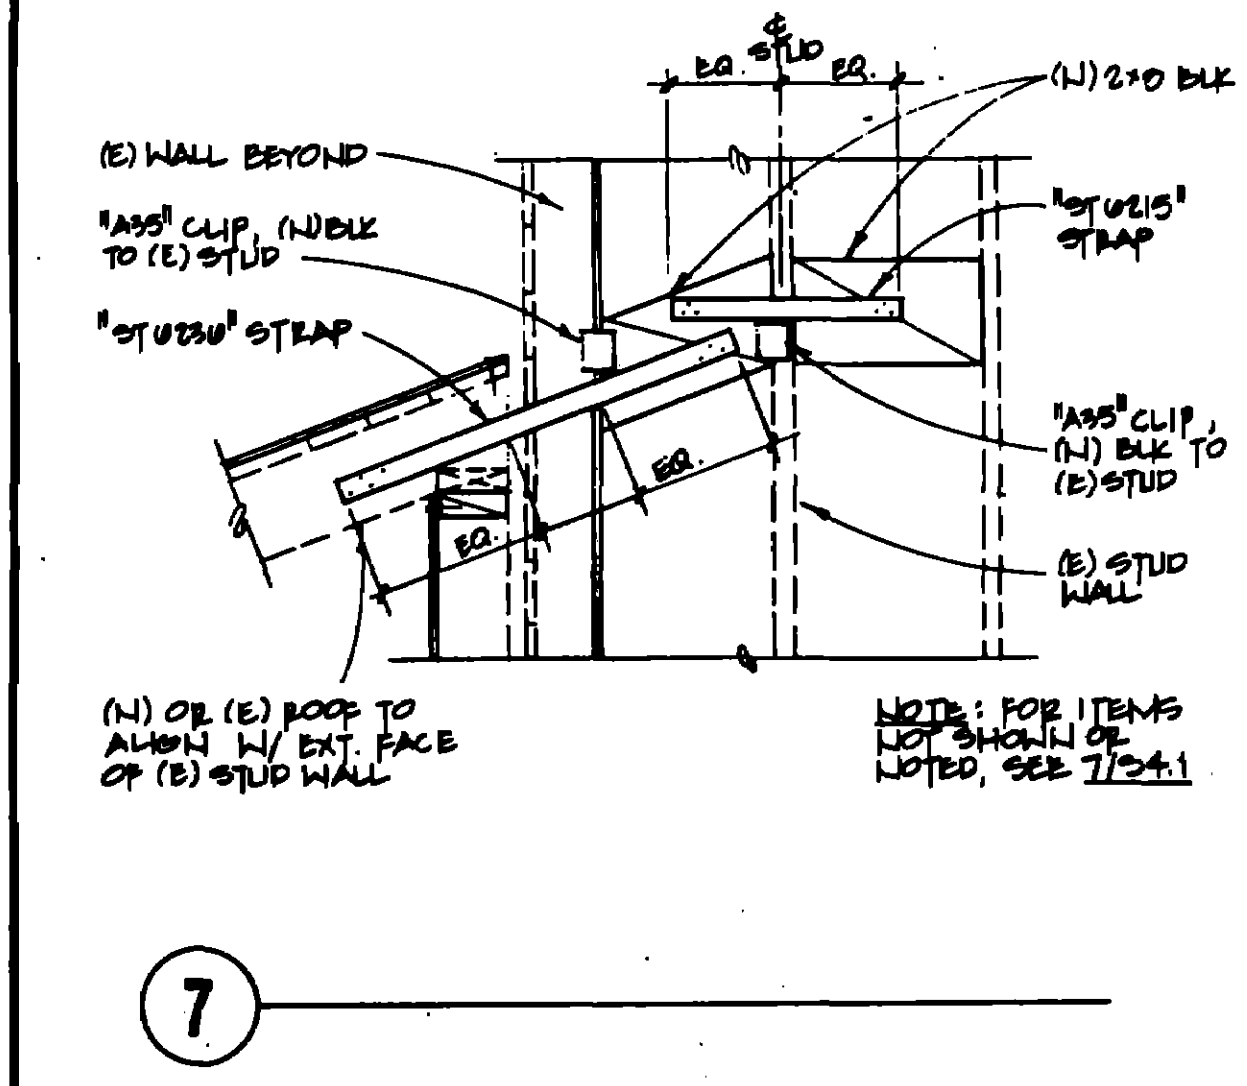 ℄
STUD
EQ. EQ.
(N) 2x8 BLK
(E) WALL BEYOND
"A35" CLIP, (N) BLK
TO (E) STUD
"ST6215"
STRAP
"ST6236" STRAP
"A35" CLIP,
(N) BLK TO
(E) STUD
EQ.
EQ.
(E) STUD
WALL
(N) OR (E) ROOF TO
ALIGN W/ EXT. FACE
OF (E) STUD WALL
NOTE: FOR ITEMS
NOT SHOWN OR
NOTED, SEE 7/S4.1
7